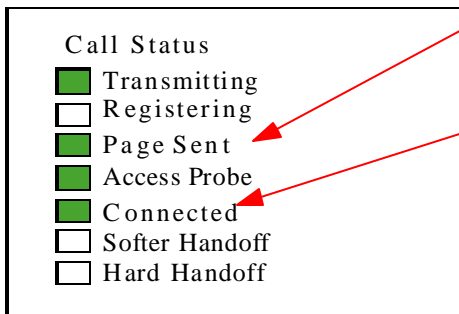 Call Status
Transmitting
Registering
Page Sent
Access Probe
Connected
Softer Handoff
Hard Handoff